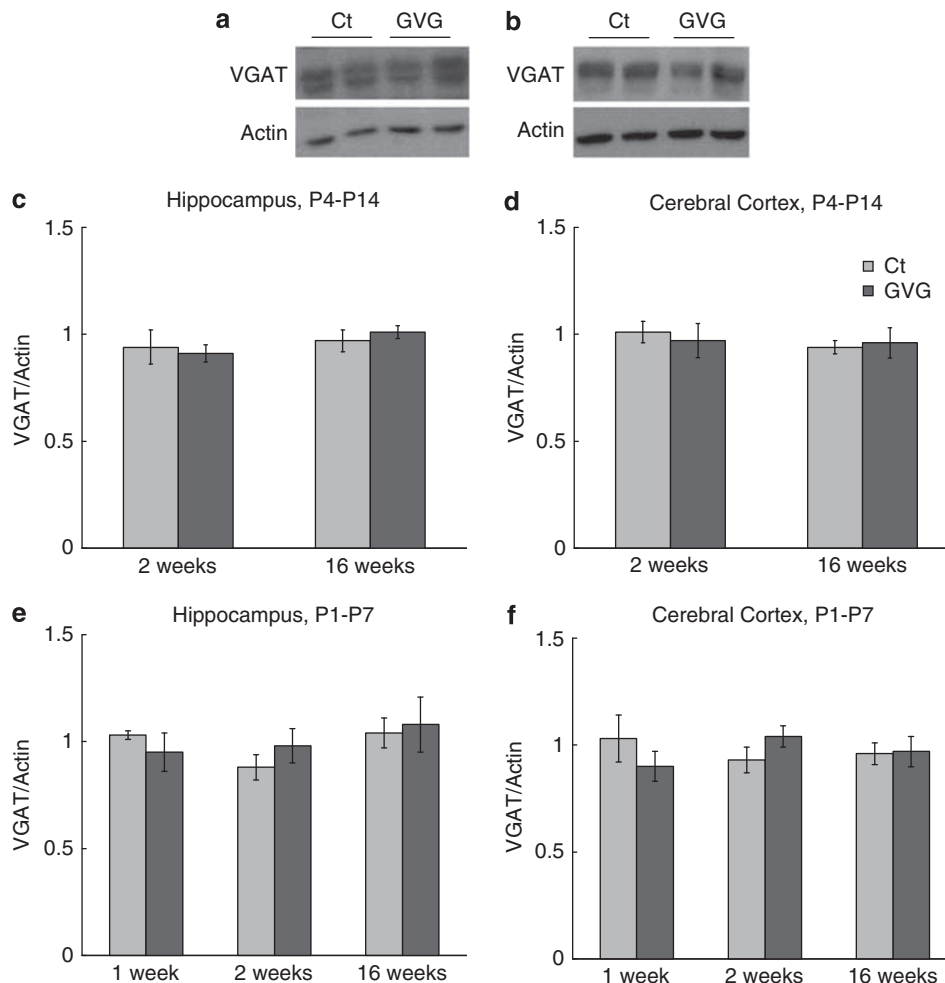 a
Ct GVG
VGAT
Actin
b
Ct GVG
VGAT
Actin
c
Hippocampus, P4-P14
1.5
1
0.5
0
VGAT/Actin
2 weeks 16 weeks
d
Cerebral Cortex, P4-P14
1.5
1
0.5
0
VGAT/Actin
Ct
GVG
2 weeks 16 weeks
e
Hippocampus, P1-P7
1.5
1
0.5
0
VGAT/Actin
1 week 2 weeks 16 weeks
f
Cerebral Cortex, P1-P7
1.5
1
0.5
0
VGAT/Actin
1 week 2 weeks 16 weeks